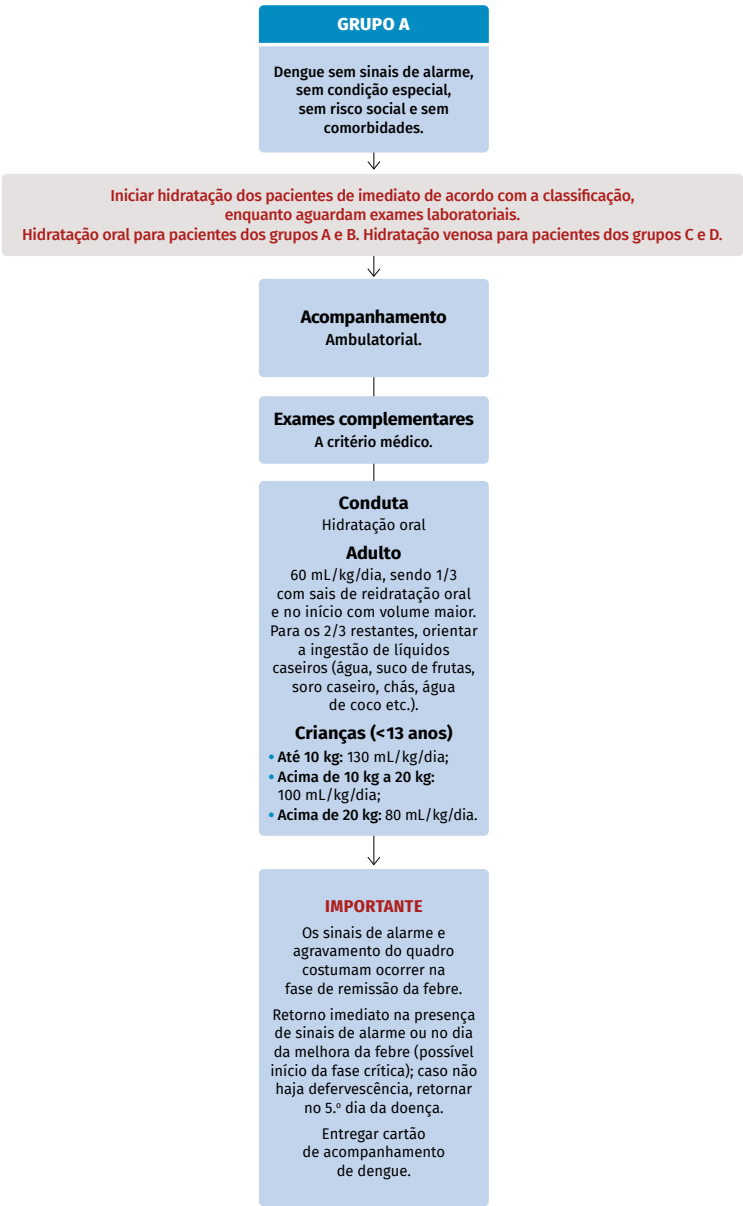 GRUPO A
Dengue sem sinais de alarme,
sem condição especial,
sem risco social e sem
comorbidades.
Iniciar hidratação dos pacientes de imediato de acordo com a classificação,
enquanto aguardam exames laboratoriais.
Hidratação oral para pacientes dos grupos A e B. Hidratação venosa para pacientes dos grupos C e D.
Acompanhamento
Ambulatorial.
Exames complementares
A critério médico.
Conduta
Hidratação oral
Adulto
60 mL/kg/dia, sendo 1/3
com sais de reidratação oral
e no início com volume maior.
Para os 2/3 restantes, orientar
a ingestão de líquidos
caseiros (água, suco de frutas,
soro caseiro, chás, água
de coco etc.).
Crianças (<13 anos)
• Até 10 kg: 130 mL/kg/dia;
• Acima de 10 kg a 20 kg:
100 mL/kg/dia;
• Acima de 20 kg: 80 mL/kg/dia.
IMPORTANTE
Os sinais de alarme e
agravamento do quadro
costumam ocorrer na
fase de remissão da febre.
Retorno imediato na presença
de sinais de alarme ou no dia
da melhora da febre (possível
início da fase crítica); caso não
haja defervescência, retornar
no 5.º dia da doença.
Entregar cartão
de acompanhamento
de dengue.